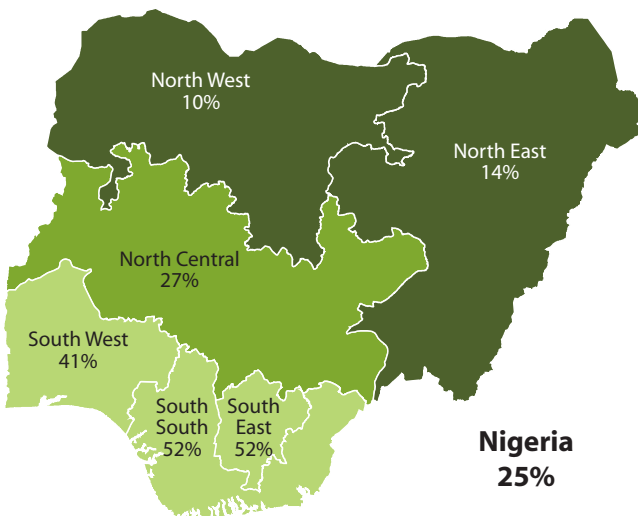 North West
10%
North East
14%
North Central
27%
South West
41%
South
South
52%
South
East
52%
Nigeria
25%